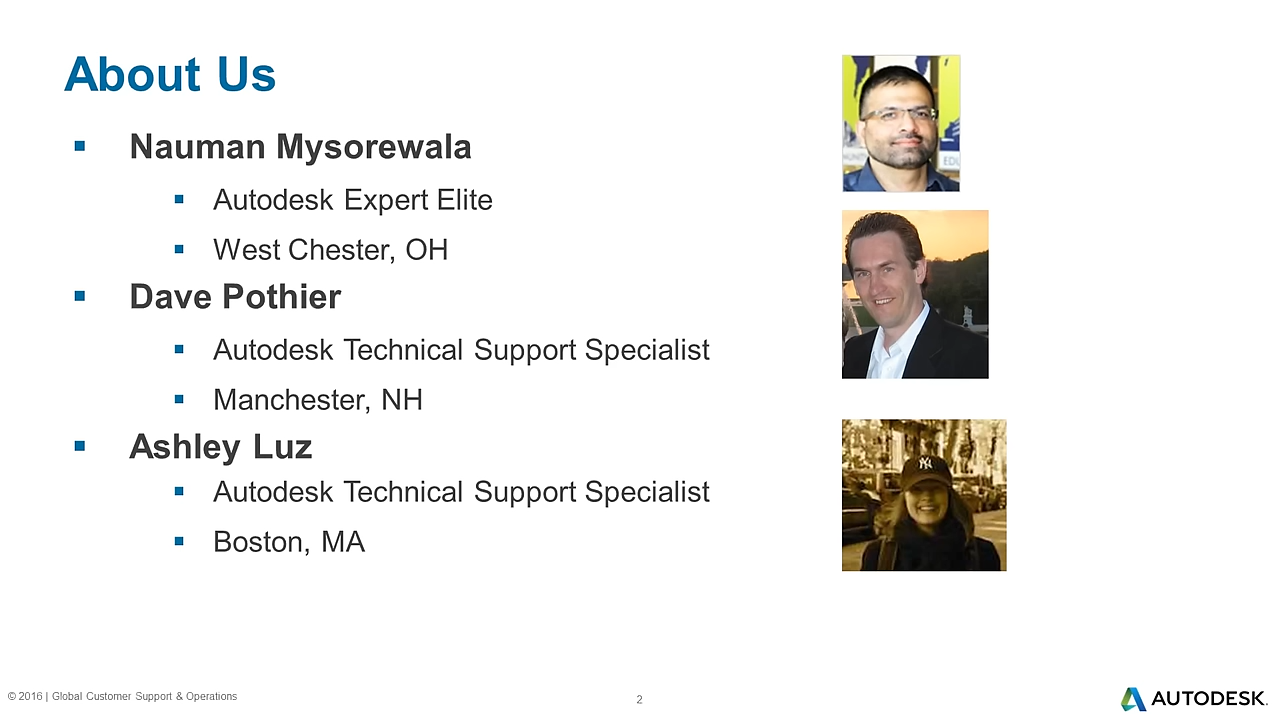 About Us
▪ Nauman Mysorewala
▪ Autodesk Expert Elite
▪ West Chester, OH
▪ Dave Pothier
▪ Autodesk Technical Support Specialist
▪ Manchester, NH
▪ Ashley Luz
▪ Autodesk Technical Support Specialist
▪ Boston, MA
NY
© 2016 | Global Customer Support & Operations
2
AUTODESK.